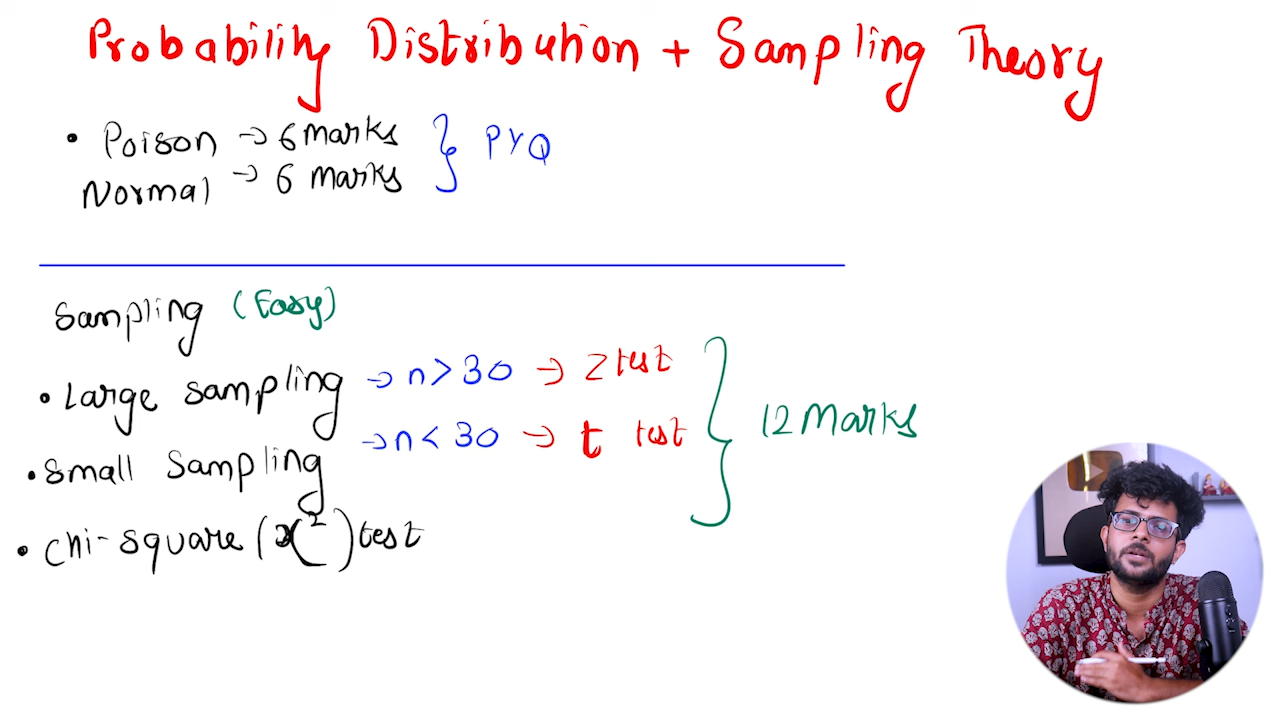 Probability Distribution + Sampling Theory
• Poison → 6 marks } PYQ
Normal → 6 marks
Sampling (Easy)
• Large sampling → n > 30 → Z test
• Small sampling → n < 30 → t test } 12 Marks
• Chi-square (x²) test